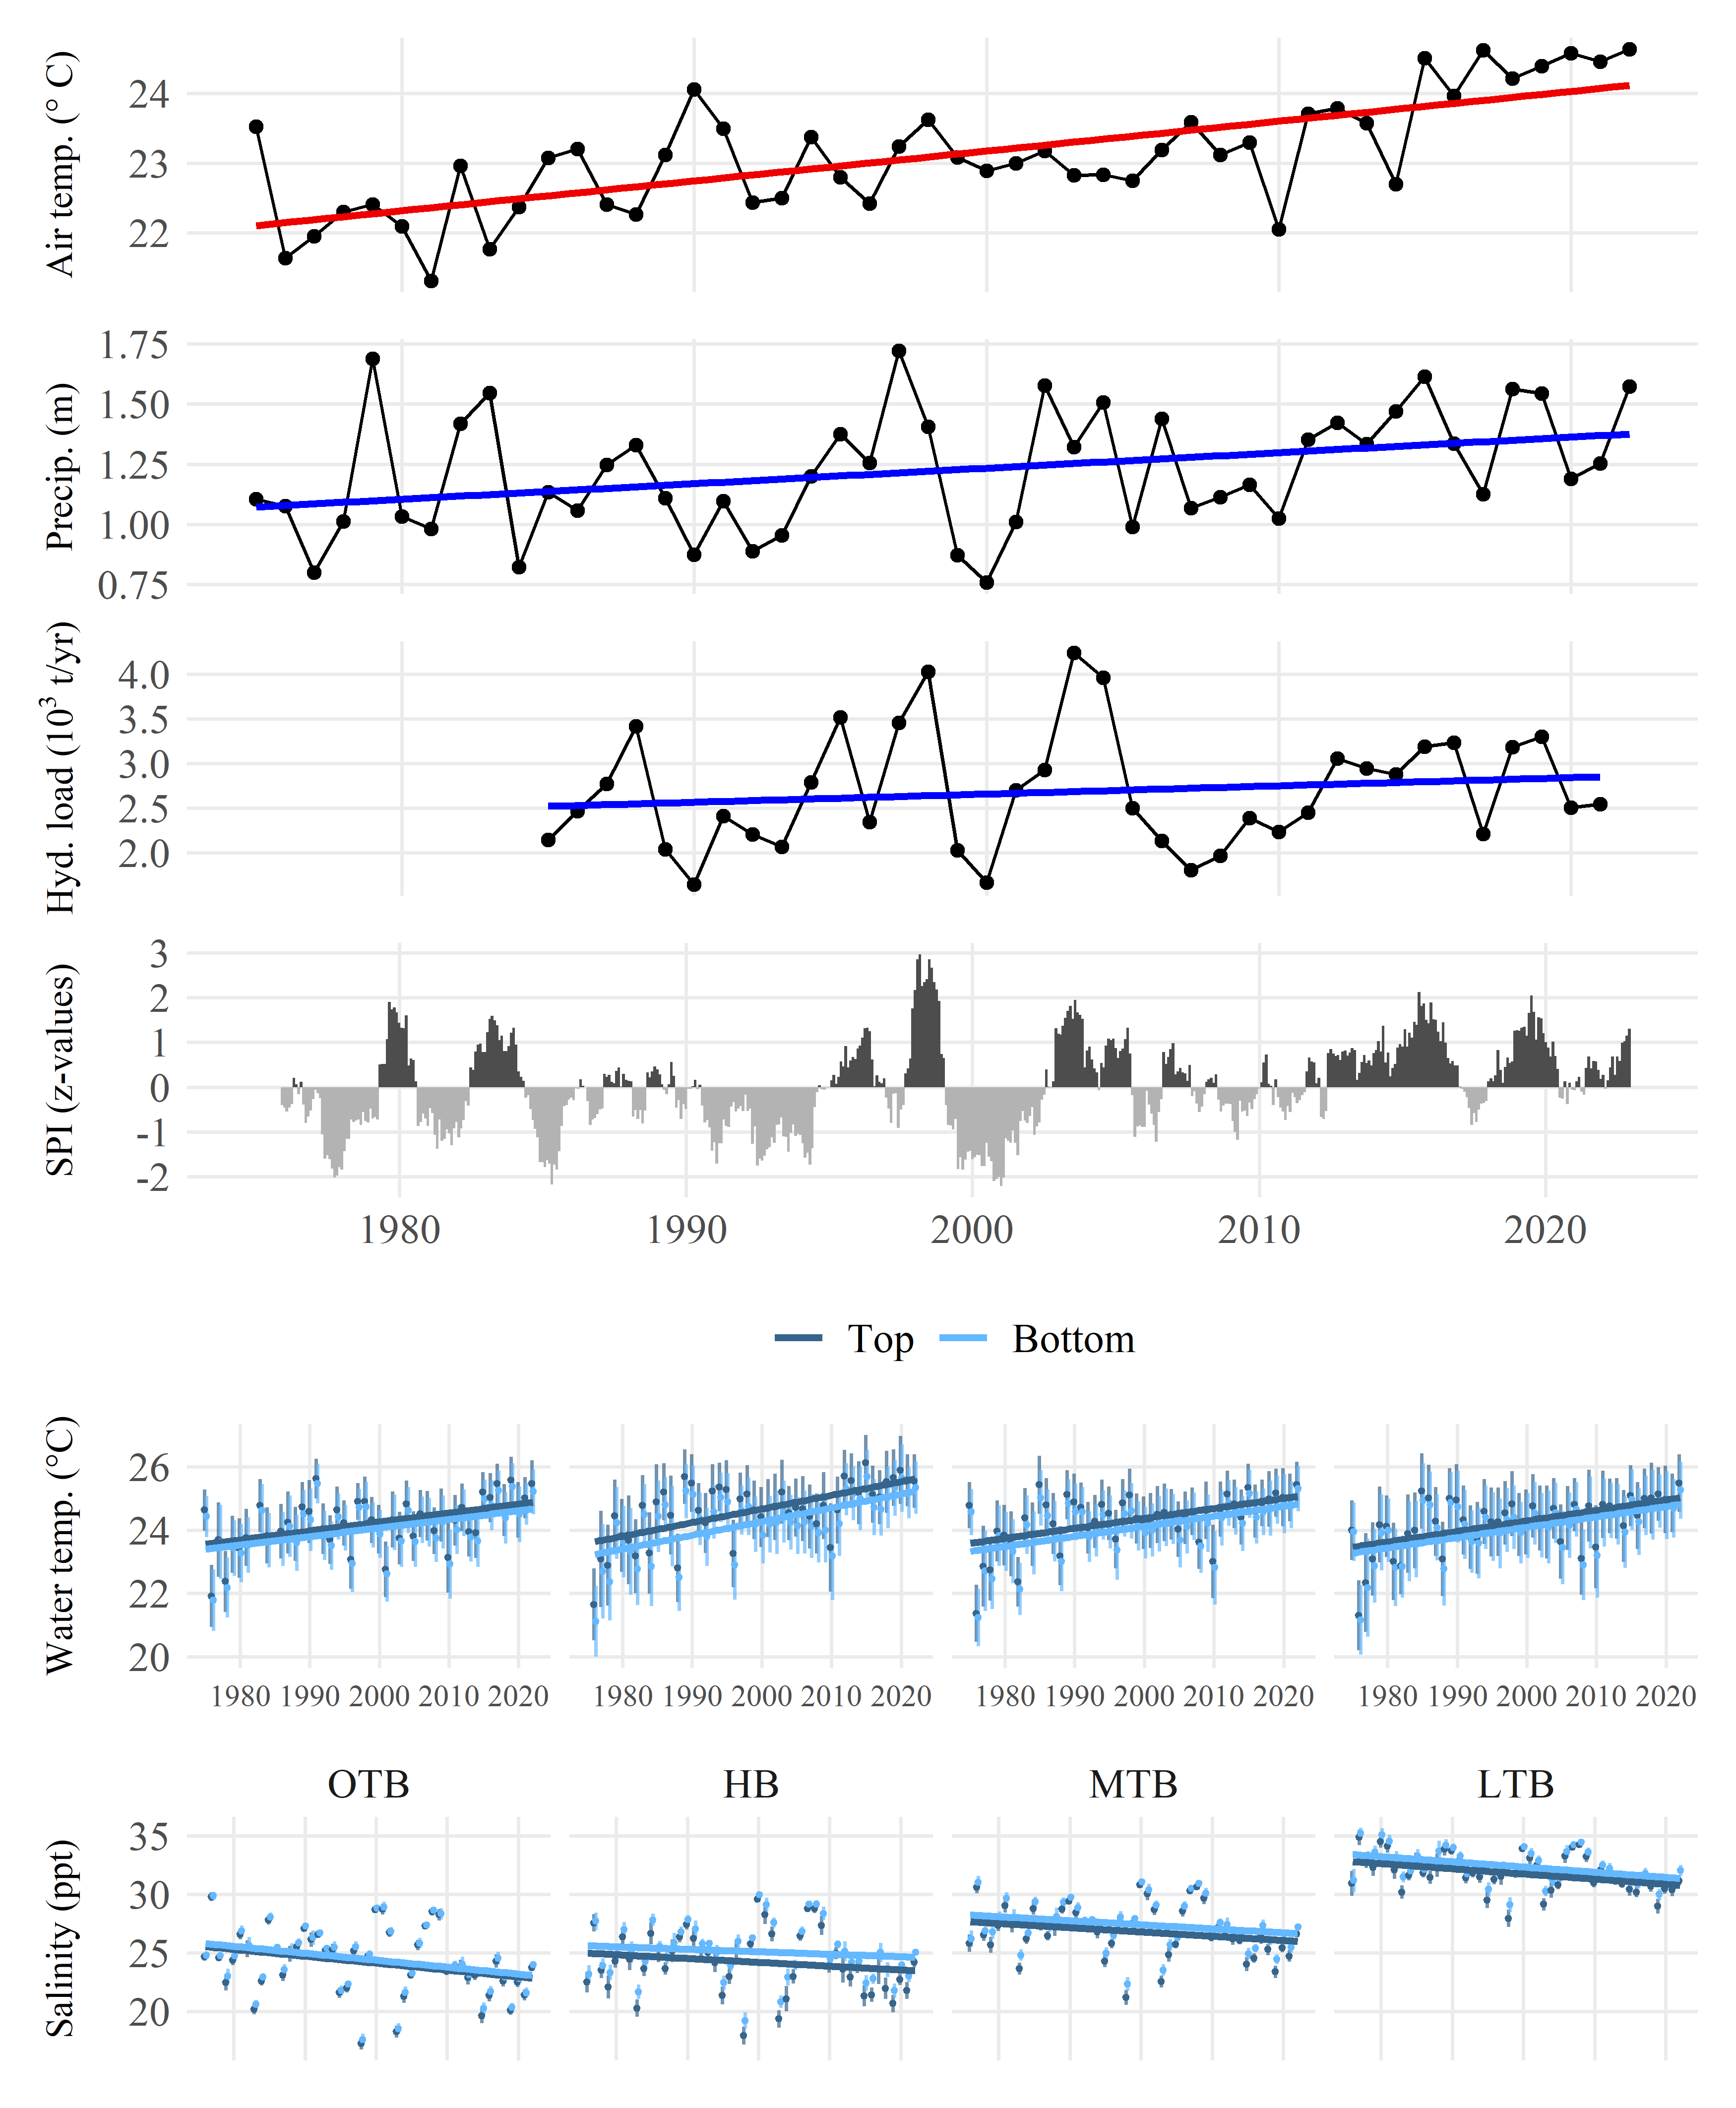 Air temp. (° C)
24
23
22
Precip. (m)
1.75
1.50
1.25
1.00
0.75
Hyd. load (10³ t/yr)
4.0
3.5
3.0
2.5
2.0
SPI (z-values)
3
2
1
0
-1
-2
1980 1990 2000 2010 2020
Top Bottom
Water temp. (°C)
26
24
22
20
1980 1990 2000 2010 2020 1980 1990 2000 2010 2020 1980 1990 2000 2010 2020 1980 1990 2000 2010 2020
OTB HB MTB LTB
Salinity (ppt)
35
30
25
20